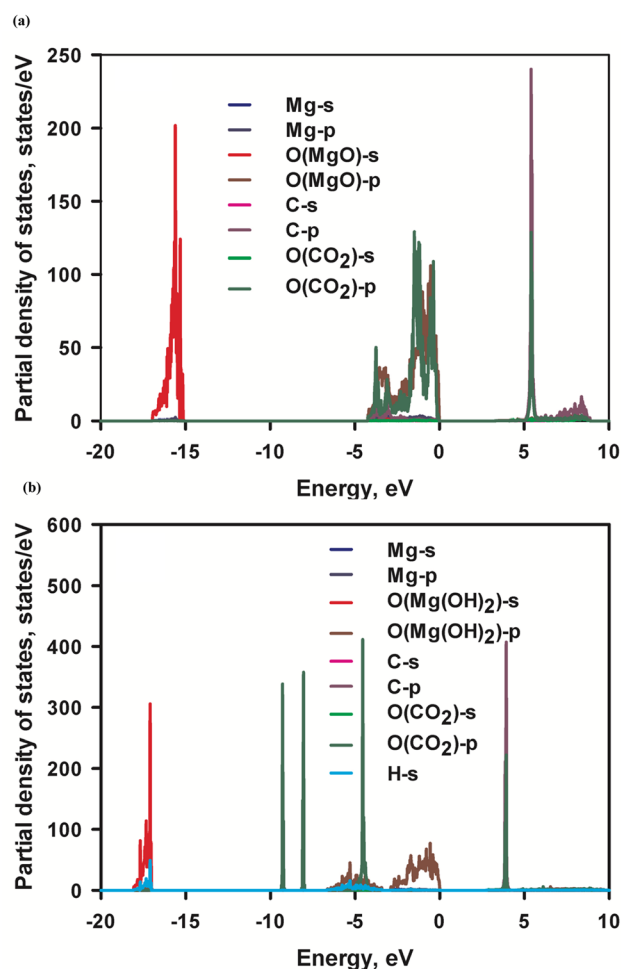 (a)
Partial density of states, states/eV
250
200
150
100
50
0
Mg-s
Mg-p
O(MgO)-s
O(MgO)-p
C-s
C-p
O(CO2)-s
O(CO2)-p
-20 -15 -10 -5 0 5 10
Energy, eV
(b)
Partial density of states, states/eV
600
500
400
300
200
100
0
Mg-s
Mg-p
O(Mg(OH)2)-s
O(Mg(OH)2)-p
C-s
C-p
O(CO2)-s
O(CO2)-p
H-s
-20 -15 -10 -5 0 5 10
Energy, eV